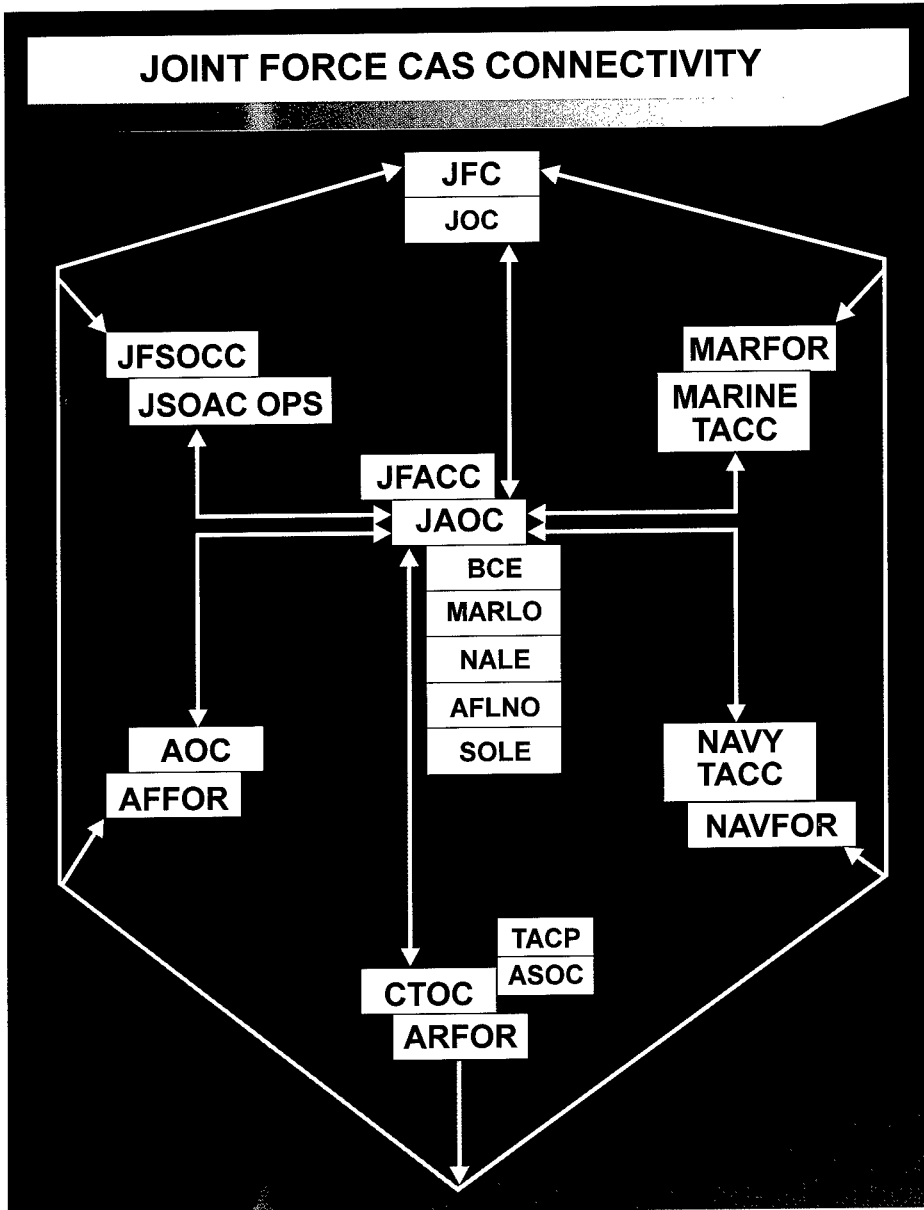 JOINT FORCE CAS CONNECTIVITY
JFC
JOC
JFSOCC
JSOAC OPS
MARFOR
MARINE
TACC
JFACC
JAOC
BCE
MARLO
NALE
AFLNO
SOLE
AOC
AFFOR
NAVY
TACC
NAVFOR
TACP
ASOC
CTOC
ARFOR